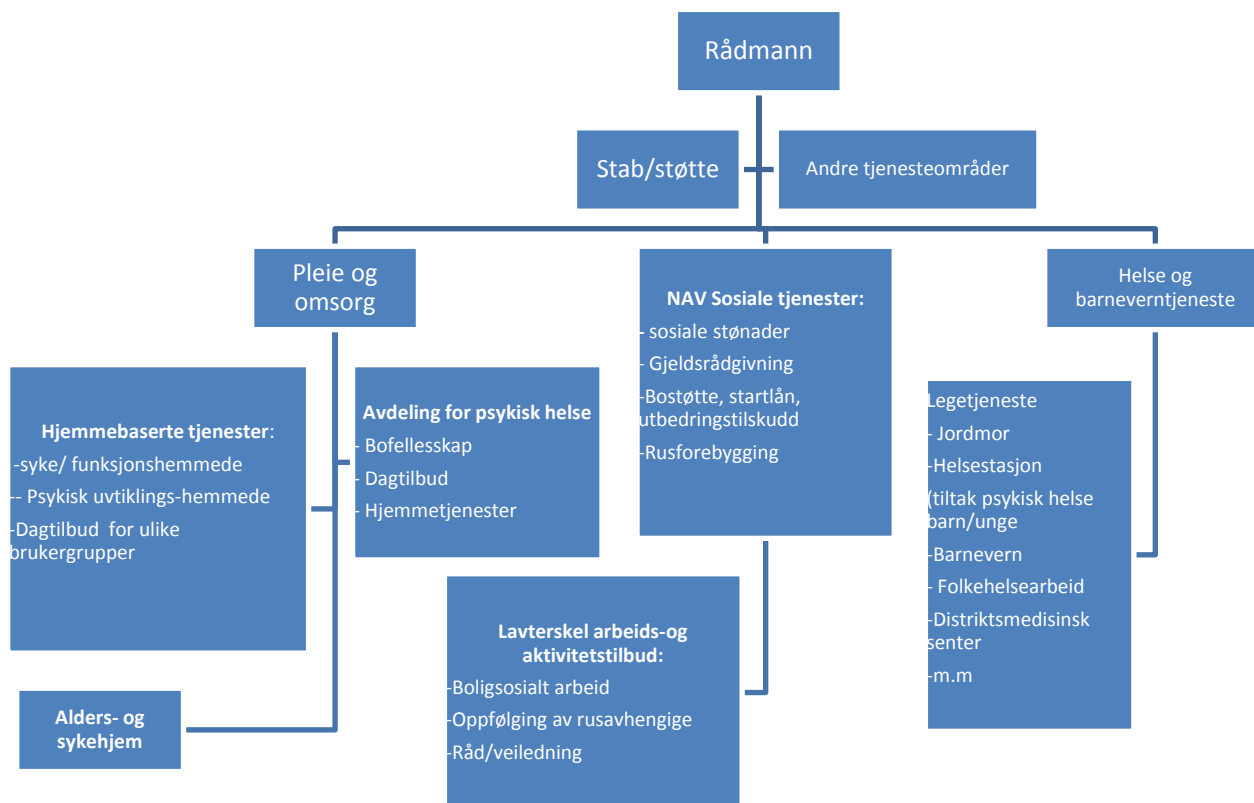 Rådmann
Stab/støtte
Andre tjenesteområder
Pleie og
omsorg
NAV Sosiale tjenester:
- sosiale stønader
- Gjeldsrådgivning
-Bostøtte, startlån,
utbedringstilskudd
-Rusforebygging
Helse og
barneverntjeneste
Hjemmebaserte tjenester:
-syke/ funksjonshemmede
-- Psykisk uvtiklings-hemmede
-Dagtilbud for ulike
brukergrupper
Avdeling for psykisk helse
- Bofellesskap
- Dagtilbud
- Hjemmetjenester
Legetjeneste
- Jordmor
-Helsestasjon
(tiltak psykisk helse
barn/unge
-Barnevern
- Folkehelsearbeid
-Distriktsmedisinsk
senter
-m.m
Lavterskel arbeids-og
aktivitetstilbud:
-Boligsosialt arbeid
-Oppfølging av rusavhengige
-Råd/veiledning
Alders- og
sykehjem